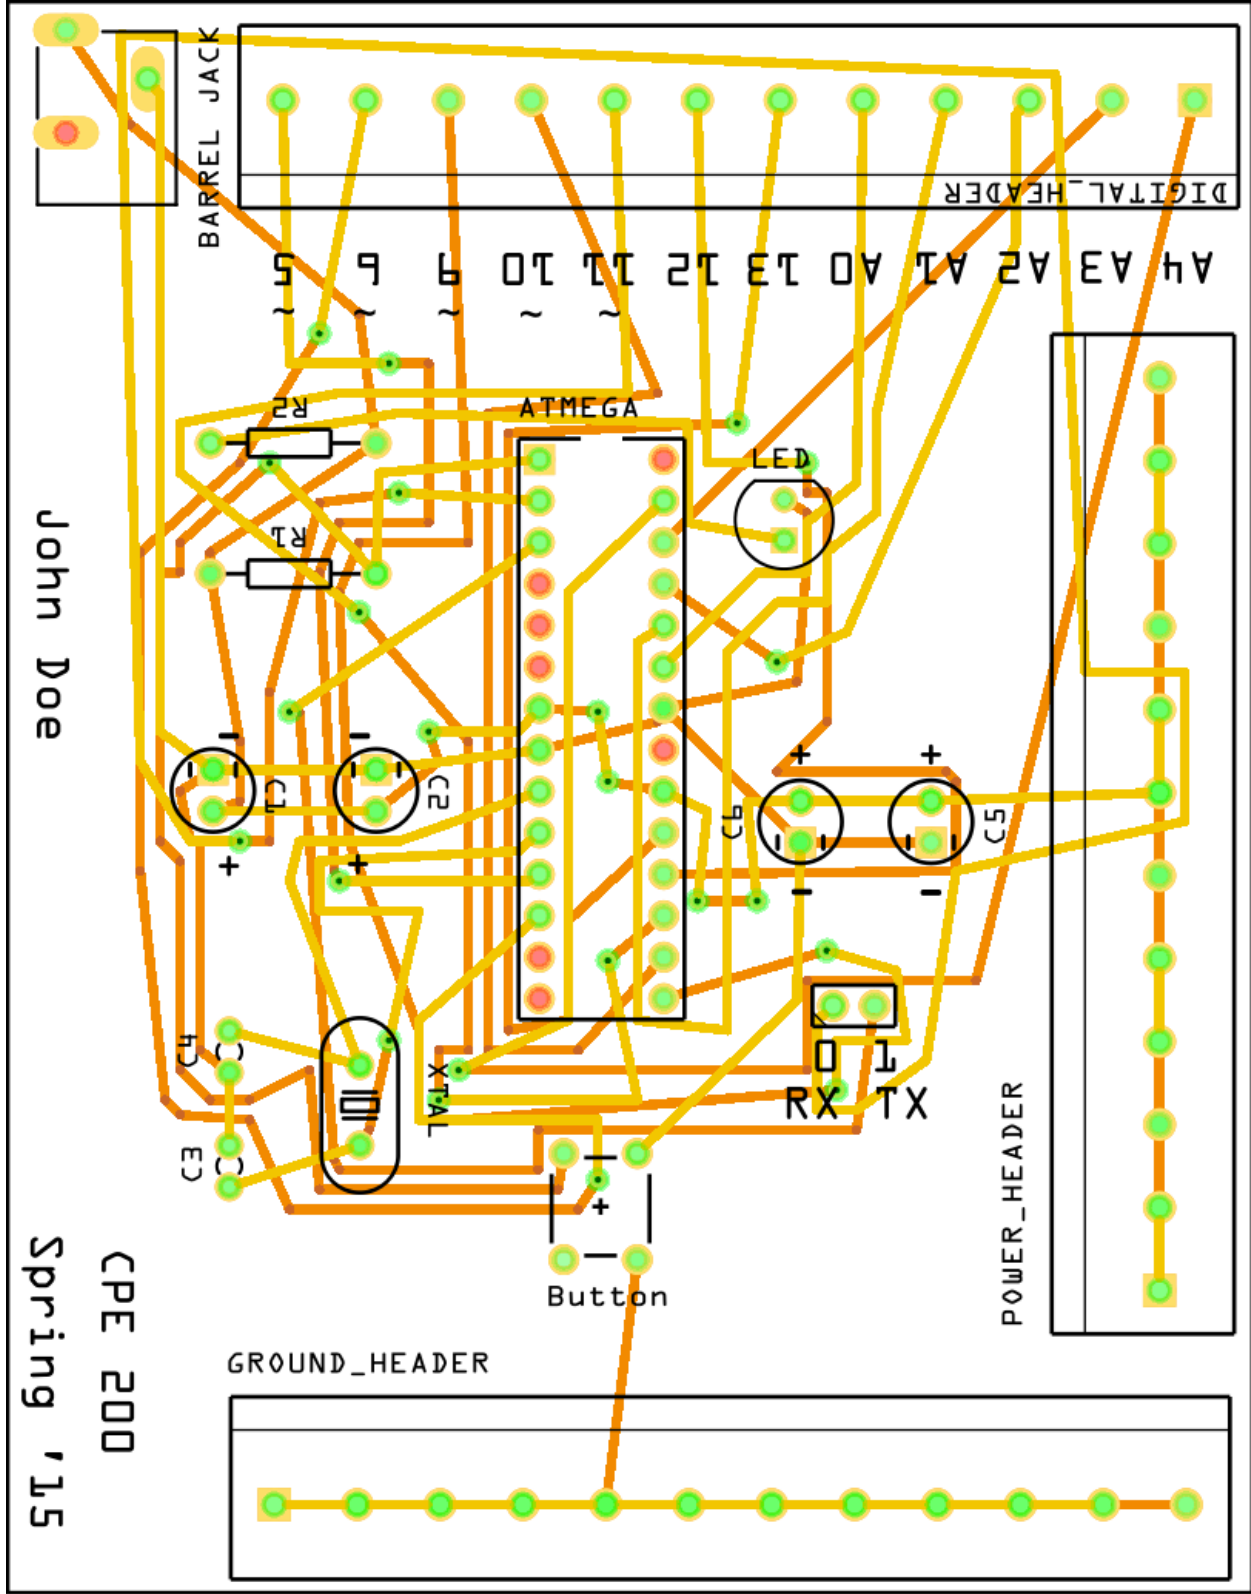 BARREL JACK
DIGITAL_HEADER
5 6 9 10 11 12 13 A0 A1 A2 A3 A4
~ ~ ~ ~ ~
R2
ATMEGA
LED
R1
John Doe
- -
+ +
C1
C2
C6
C5
+ +
- -
C4
XTAL
0 1
RX TX
C3
+
Button
POWER_HEADER
CPE 200
Spring '15
GROUND_HEADER